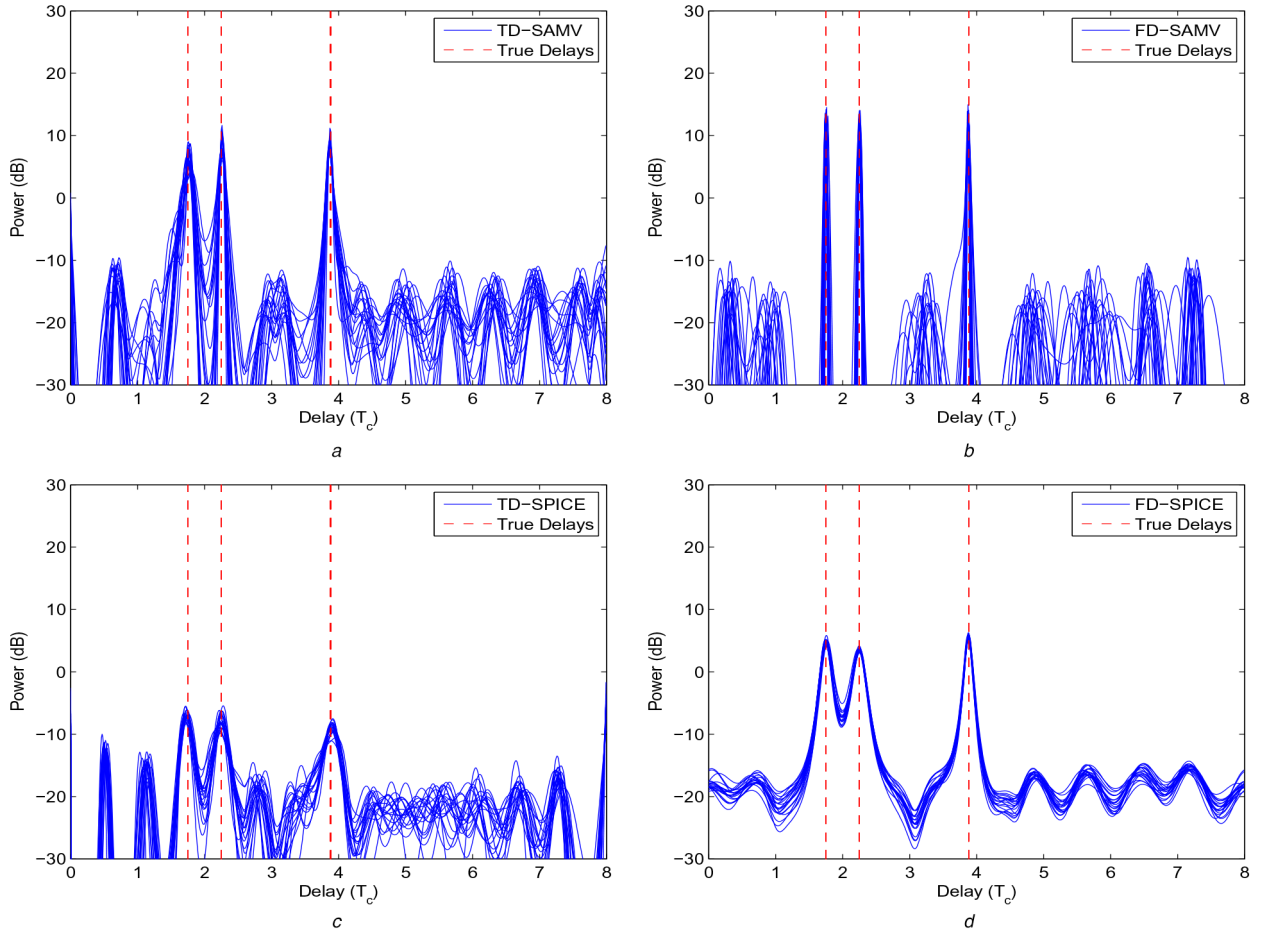 TD−SAMV
True Delays
30
20
10
0
−10
−20
−30
0 1 2 3 4 5 6 7 8
Power (dB)
Delay (Tc)
a
FD−SAMV
True Delays
30
20
10
0
−10
−20
−30
0 1 2 3 4 5 6 7 8
Power (dB)
Delay (Tc)
b
TD−SPICE
True Delays
30
20
10
0
−10
−20
−30
0 1 2 3 4 5 6 7 8
Power (dB)
Delay (Tc)
c
FD−SPICE
True Delays
30
20
10
0
−10
−20
−30
0 1 2 3 4 5 6 7 8
Power (dB)
Delay (Tc)
d